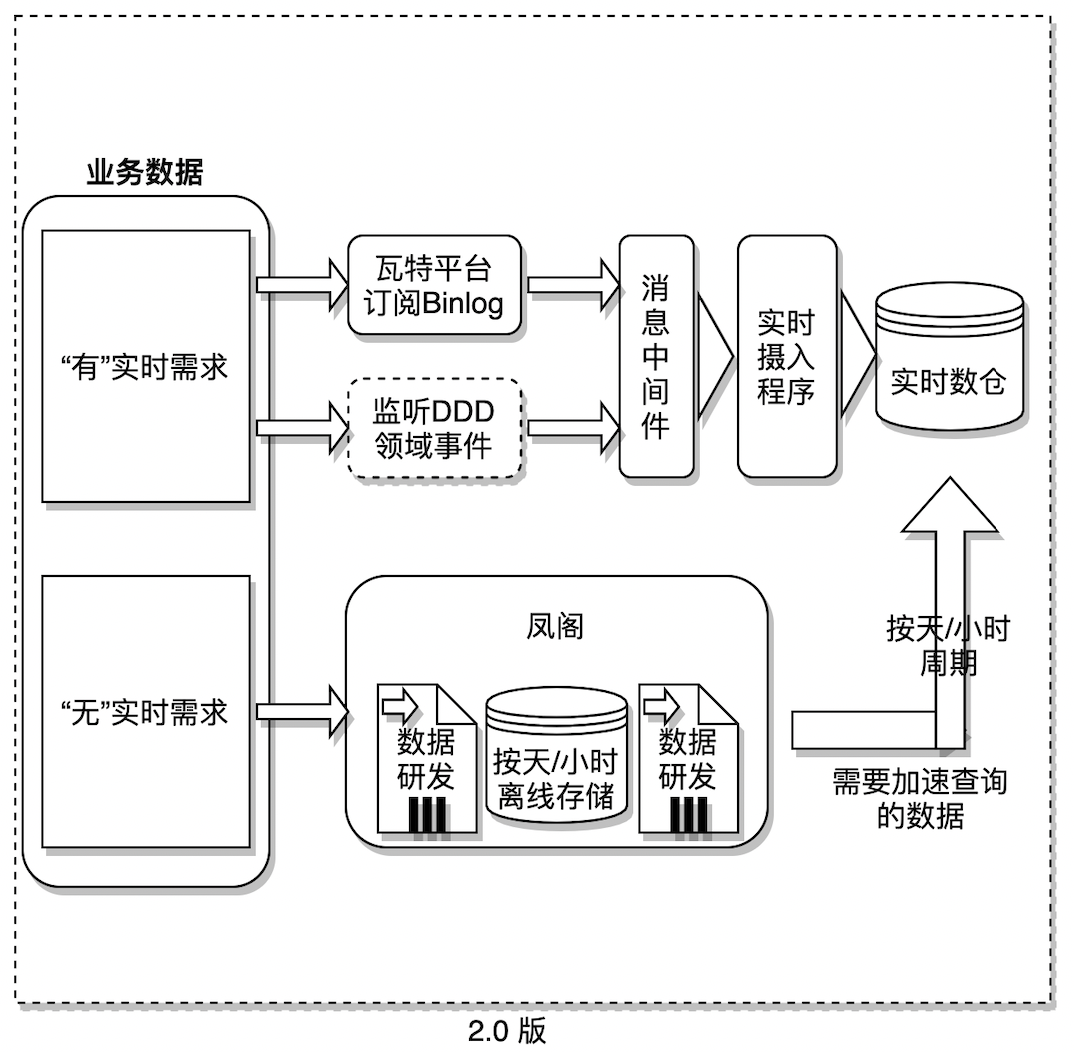 业务数据
“有”实时需求
瓦特平台
订阅Binlog
监听DDD
领域事件
消
息
中
间
件
实时
摄入
程序
实时数仓
“无”实时需求
凤阁
数据
研发
按天/小时
离线存储
数据
研发
按天/小时
周期
需要加速查询
的数据
2.0 版